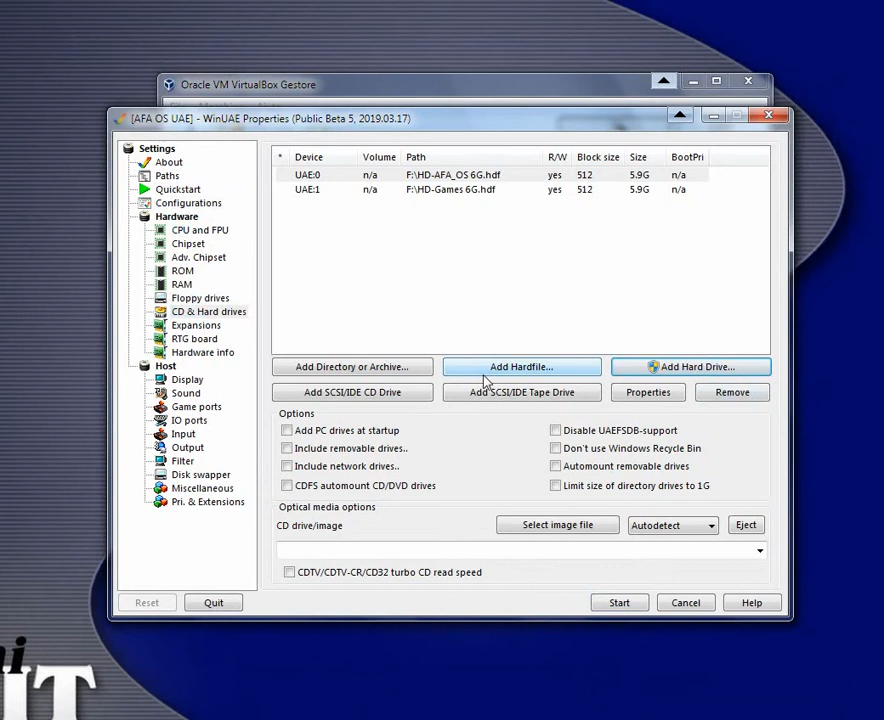 Oracle VM VirtualBox Gestore
[AFA OS UAE] - WinUAE Properties (Public Beta 5, 2019.03.17)
Settings
About
Paths
Quickstart
Configurations
Hardware
CPU and FPU
Chipset
Adv. Chipset
ROM
RAM
Floppy drives
CD & Hard drives
Expansions
RTG board
Hardware info
Host
Display
Sound
Game ports
IO ports
Input
Output
Filter
Disk swapper
Miscellaneous
Pri. & Extensions
* Device Volume Path R/W Block size Size BootPri
UAE:0 n/a F:\HD-AFA_OS 6G.hdf yes 512 5.9G n/a
UAE:1 n/a F:\HD-Games 6G.hdf yes 512 5.9G n/a
Add Directory or Archive... Add Hardfile... Add Hard Drive...
Add SCSI/IDE CD Drive Add SCSI/IDE Tape Drive Properties Remove
Options
Add PC drives at startup Disable UAEFSDB-support
Include removable drives.. Don't use Windows Recycle Bin
Include network drives.. Automount removable drives
CDFS automount CD/DVD drives Limit size of directory drives to 1G
Optical media options
CD drive/image Select image file Autodetect Eject
CDTV/CDTV-CR/CD32 turbo CD read speed
Reset Quit Start Cancel Help
IT